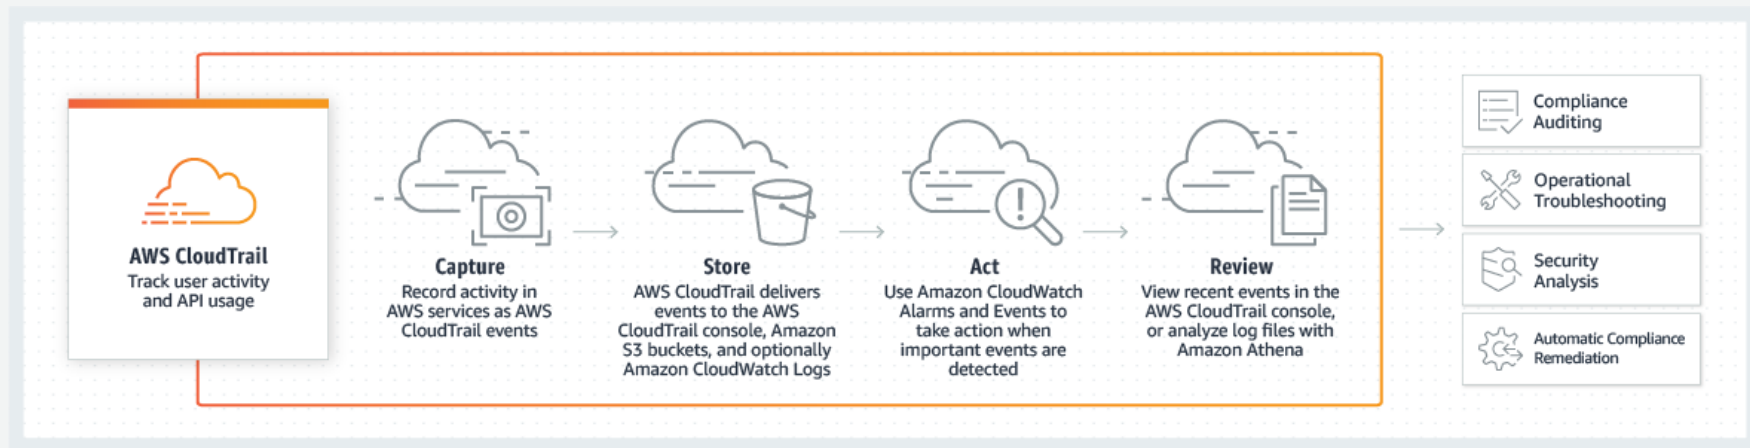 AWS CloudTrail
Track user activity
and API usage
Capture
Record activity in
AWS services as AWS
CloudTrail events
Store
AWS CloudTrail delivers
events to the AWS
CloudTrail console, Amazon
S3 buckets, and optionally
Amazon CloudWatch Logs
Act
Use Amazon CloudWatch
Alarms and Events to
take action when
important events are
detected
Review
View recent events in the
AWS CloudTrail console,
or analyze log files with
Amazon Athena
Compliance
Auditing
Operational
Troubleshooting
Security
Analysis
Automatic Compliance
Remediation